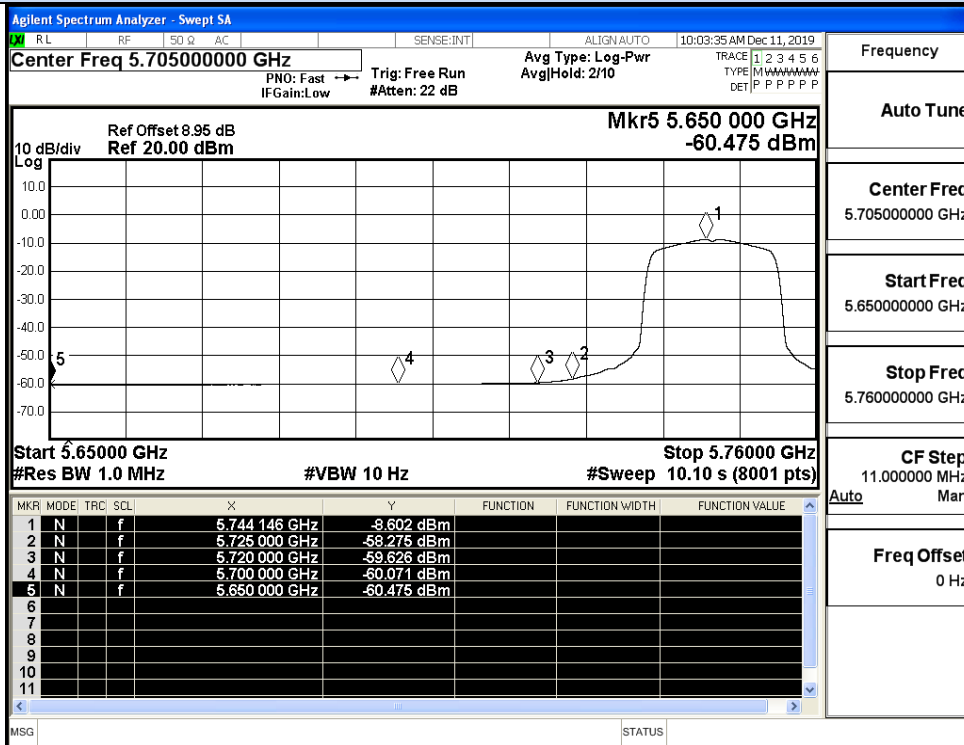 Agilent Spectrum Analyzer - Swept SA
LXI RL RF 50 Ω AC SENSE:INT ALIGN AUTO 10:03:35 AM Dec 11, 2019
Center Freq 5.705000000 GHz
PNO: Fast
IFGain:Low
Trig: Free Run
#Atten: 22 dB
Avg Type: Log-Pwr
Avg|Hold: 2/10
TRACE 1 2 3 4 5 6
TYPE M WWWWW
DET P P P P P P
Mkr5 5.650 000 GHz
-60.475 dBm
Ref Offset 8.95 dB
10 dB/div Ref 20.00 dBm
Log
10.0
0.00
-10.0
-20.0
-30.0
-40.0
-50.0
-60.0
-70.0
1
2
3
4
5
Start 5.65000 GHz Stop 5.76000 GHz
#Res BW 1.0 MHz #VBW 10 Hz #Sweep 10.10 s (8001 pts)
MKR MODE TRC SCL X Y FUNCTION FUNCTION WIDTH FUNCTION VALUE
1 N f 5.744 146 GHz -8.602 dBm
2 N f 5.725 000 GHz -58.275 dBm
3 N f 5.720 000 GHz -59.626 dBm
4 N f 5.700 000 GHz -60.071 dBm
5 N f 5.650 000 GHz -60.475 dBm
6
7
8
9
10
11
MSG STATUS
Frequency
Auto Tune
Center Freq
5.705000000 GHz
Start Freq
5.650000000 GHz
Stop Freq
5.760000000 GHz
CF Step
11.000000 MHz
Auto Man
Freq Offset
0 Hz